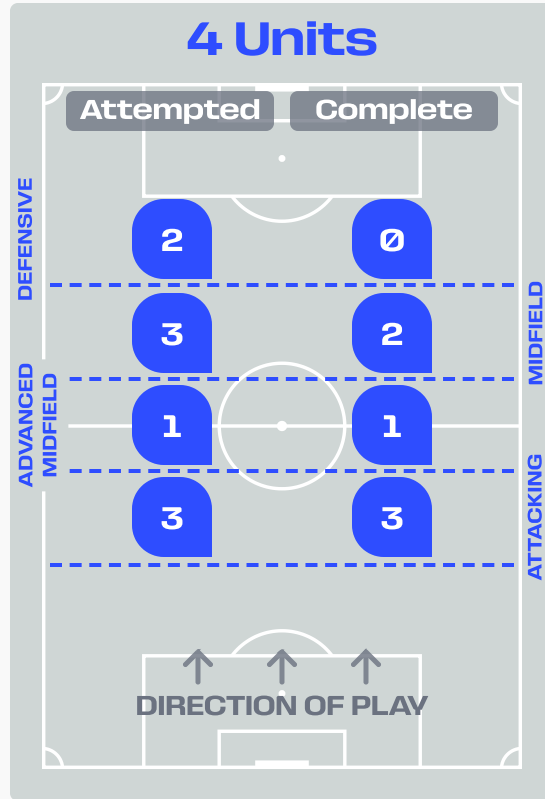 4 Units
Attempted Complete
DEFENSIVE
2 0
MIDFIELD
3 2
ADVANCED
MIDFIELD
1 1
ATTACKING
3 3
DIRECTION OF PLAY